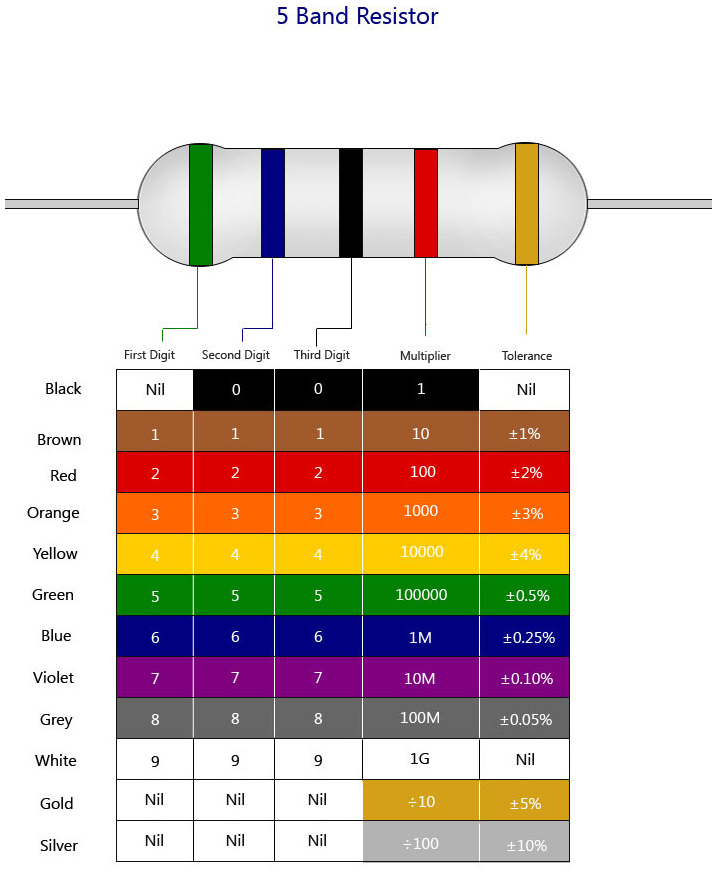 5 Band Resistor
First Digit Second Digit Third Digit Multiplier Tolerance
Black Nil 0 0 1 Nil
Brown 1 1 1 10 ±1%
Red 2 2 2 100 ±2%
Orange 3 3 3 1000 ±3%
Yellow 4 4 4 10000 ±4%
Green 5 5 5 100000 ±0.5%
Blue 6 6 6 1M ±0.25%
Violet 7 7 7 10M ±0.10%
Grey 8 8 8 100M ±0.05%
White 9 9 9 1G Nil
Gold Nil Nil Nil ÷10 ±5%
Silver Nil Nil Nil ÷100 ±10%